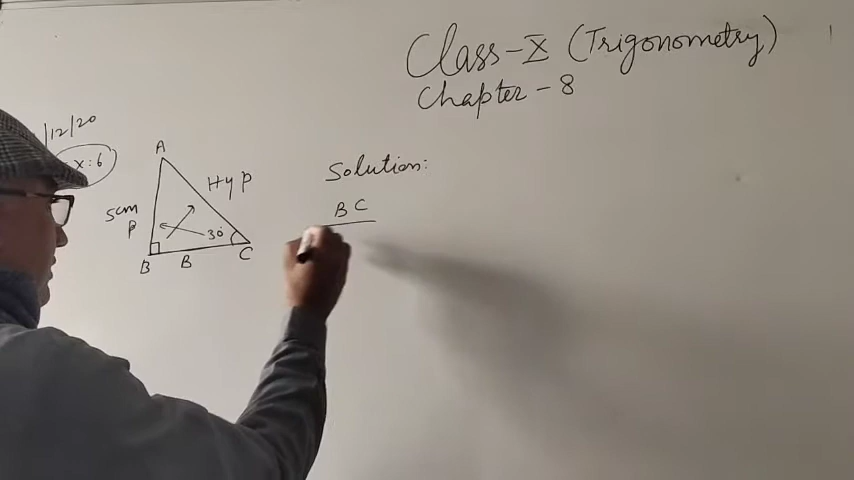 Class-X (Trigonometry)
Chapter-8
/12/20
x:6
A
Hyp
5cm
P
30°
B
B
C
Solution:
BC